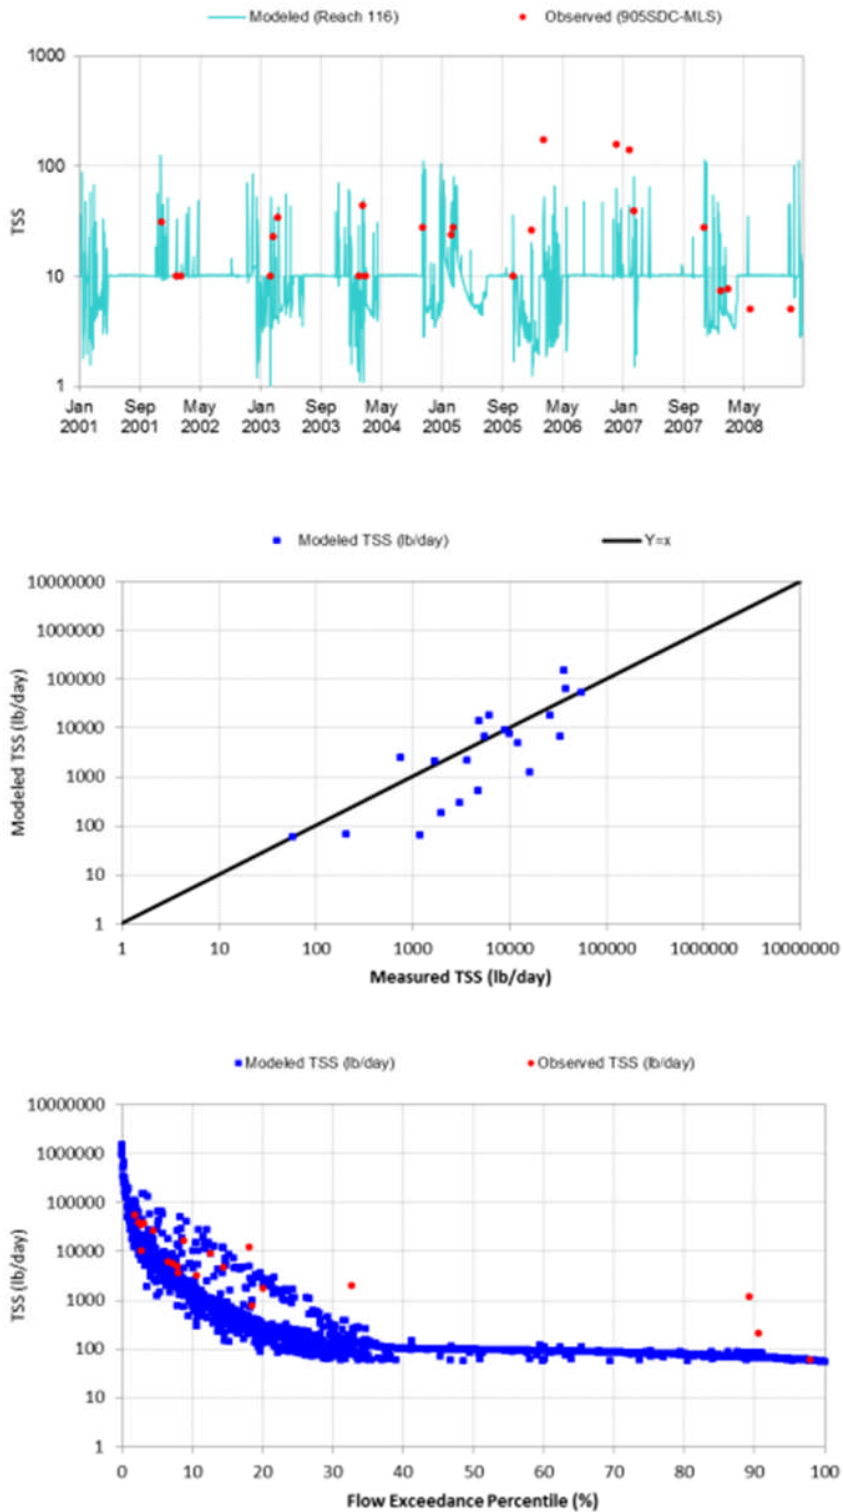 Modeled (Reach 116) Observed (905SDC-MLS)
1000
100
10
1
TSS
Jan Sep May Jan Sep May Jan Sep May Jan Sep May
2001 2001 2002 2003 2003 2004 2005 2005 2006 2007 2007 2008
Modeled TSS (lb/day) Y=x
10000000
1000000
100000
10000
1000
100
10
1
Modeled TSS (lb/day)
1 10 100 1000 10000 100000 1000000 10000000
Measured TSS (lb/day)
Modeled TSS (lb/day) Observed TSS (lb/day)
10000000
1000000
100000
10000
1000
100
10
1
TSS (lb/day)
0 10 20 30 40 50 60 70 80 90 100
Flow Exceedance Percentile (%)